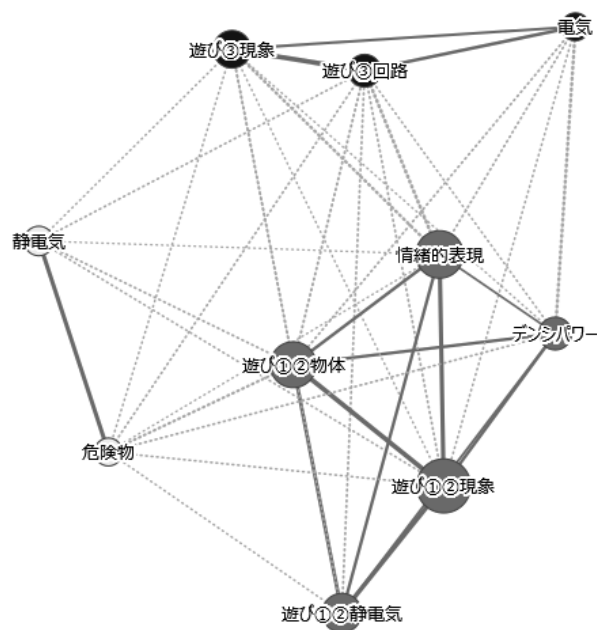 電気
遊び③現象
遊び③回路
静電気
情緒的表現
デンシパワー
遊び①②物体
危険物
遊び①②現象
遊び①②静電気